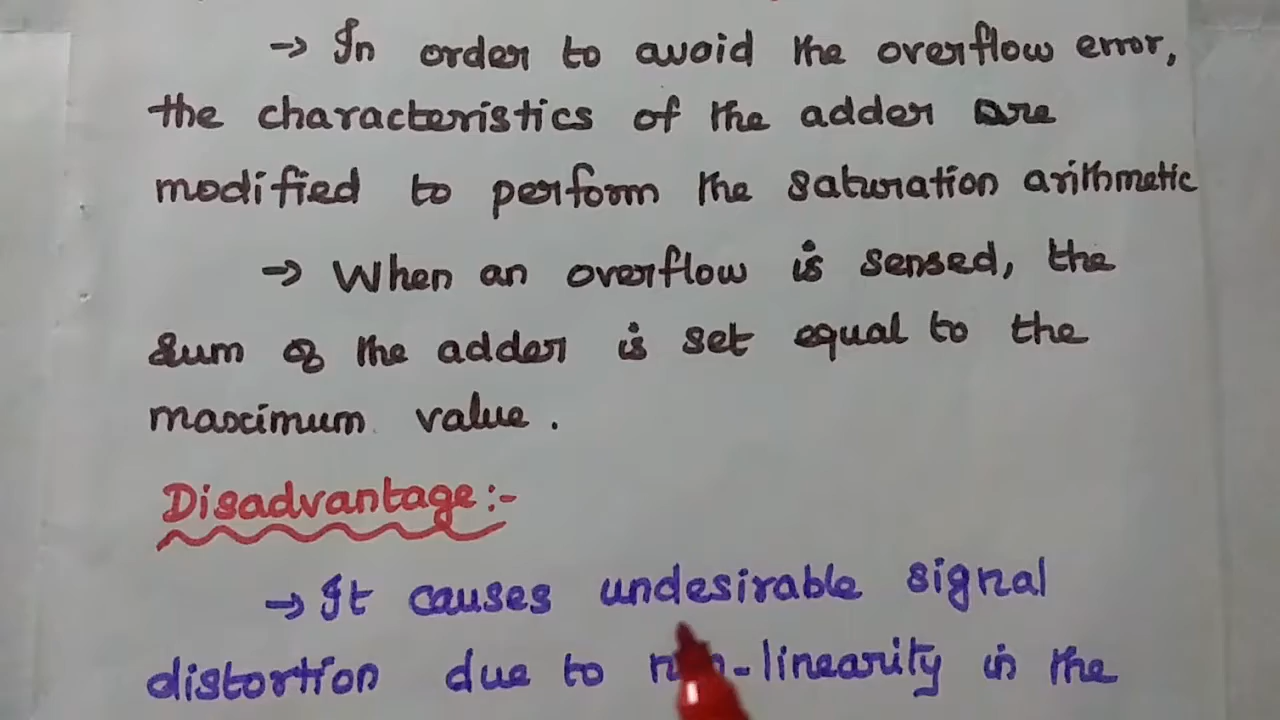 → In order to avoid the overflow error,
the characteristics of the adder are
modified to perform the saturation arithmetic
→ When an overflow is sensed, the
sum of the adder is set equal to the
maximum value.
Disadvantage:-
→ It causes undesirable signal
distortion due to non-linearity in the